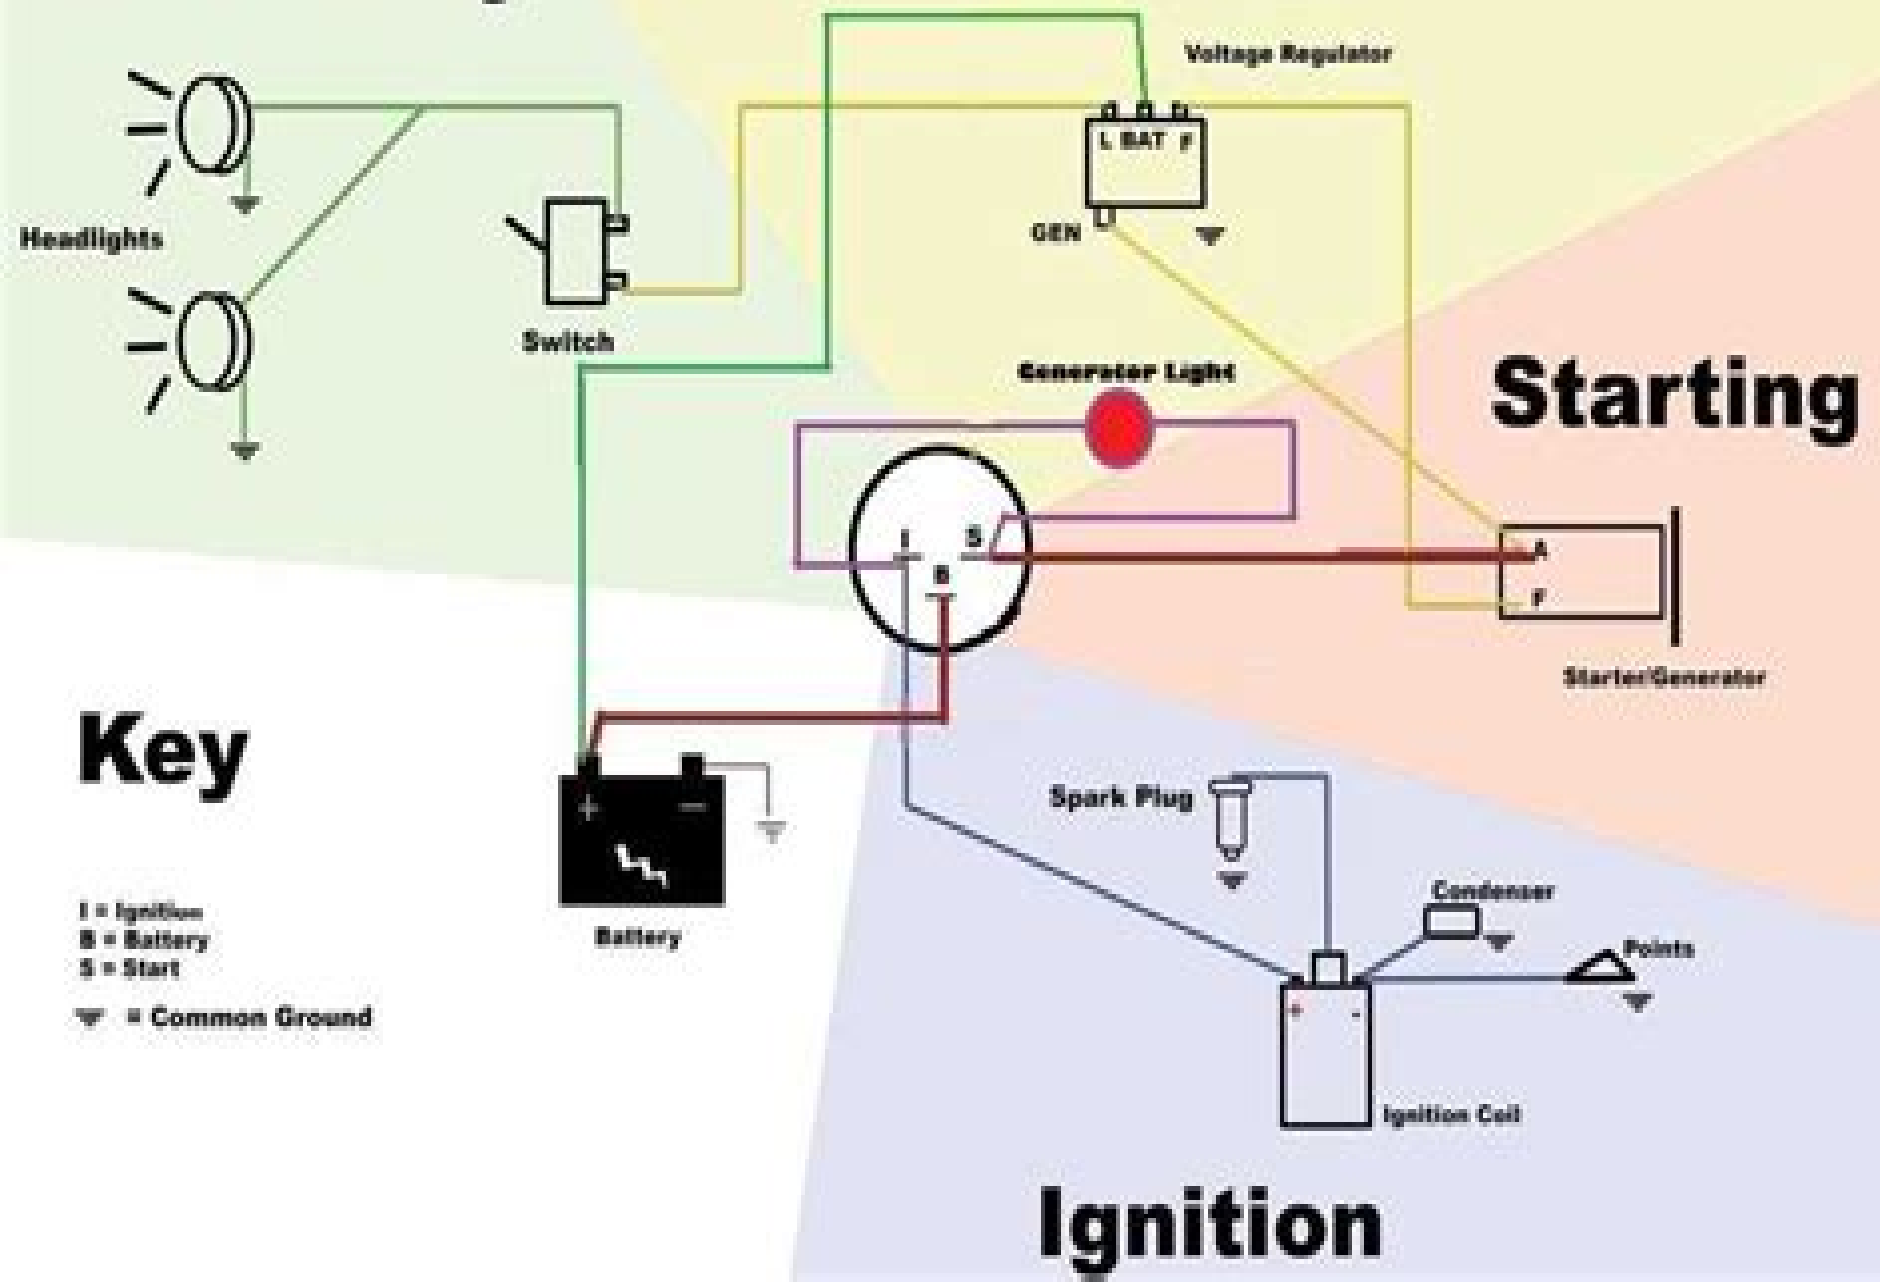 Voltage Regulator
L BAT F
GEN
Headlights
Switch
Generator Light
Starting
I
S
B
A
F
Starter/Generator
Key
+
−
Battery
I = Ignition
B = Battery
S = Start
= Common Ground
Spark Plug
Condenser
Points
+
-
Ignition Coil
Ignition